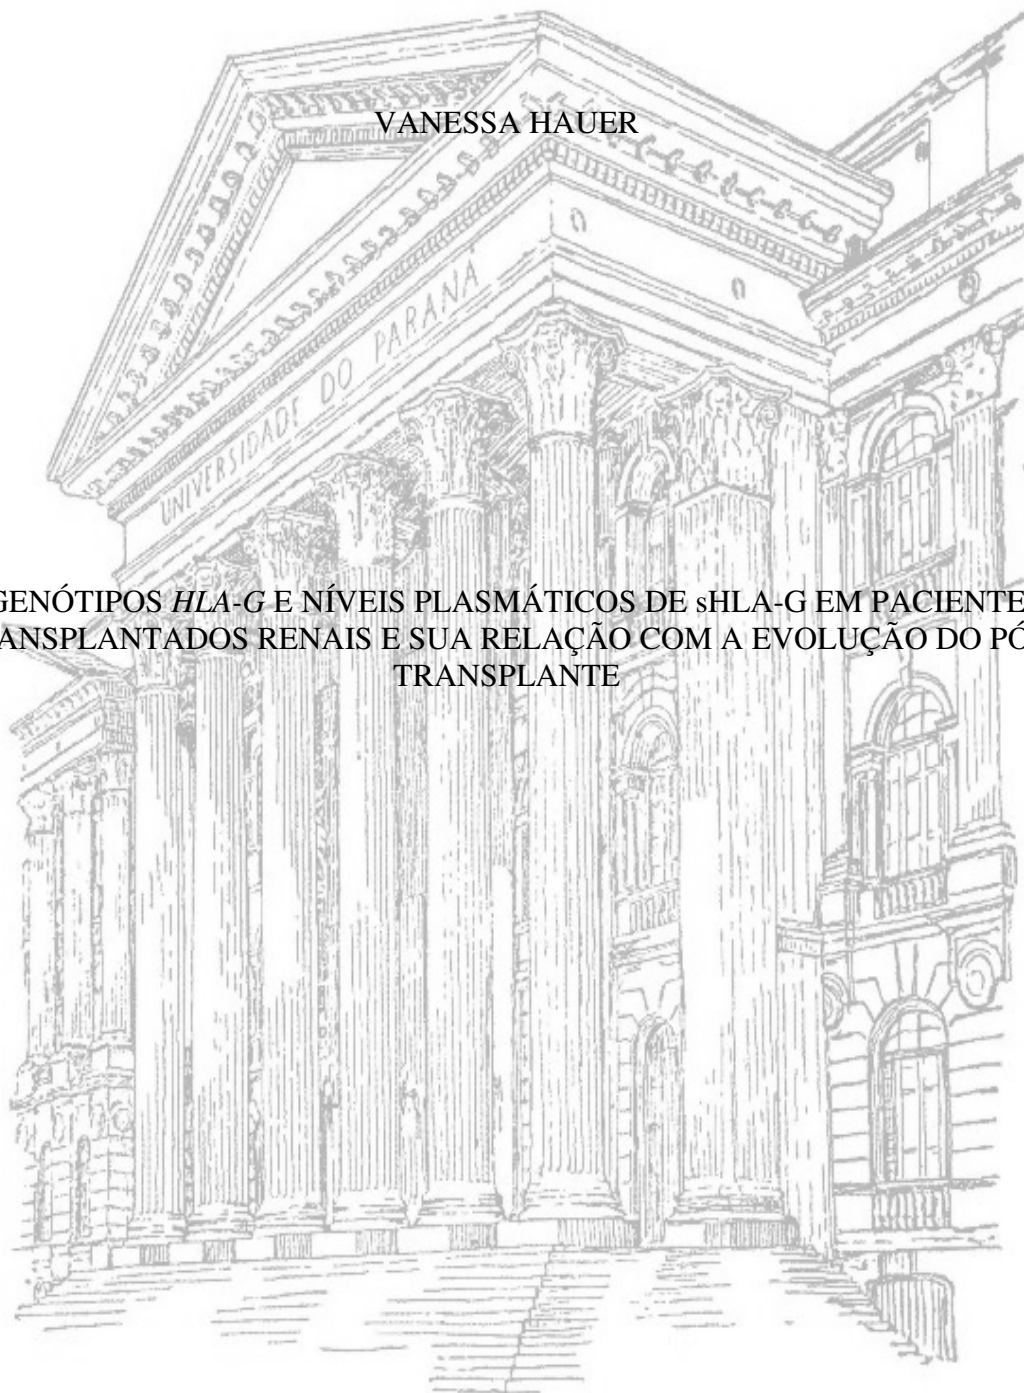 VANESSA HAUER
UNIVERSIDADE DO PARANÁ
GENÓTIPOS HLA-G E NÍVEIS PLASMÁTICOS DE sHLA-G EM PACIENTE
ANSPLANTADOS RENAIS E SUA RELAÇÃO COM A EVOLUÇÃO DO PÓ
TRANSPLANTE